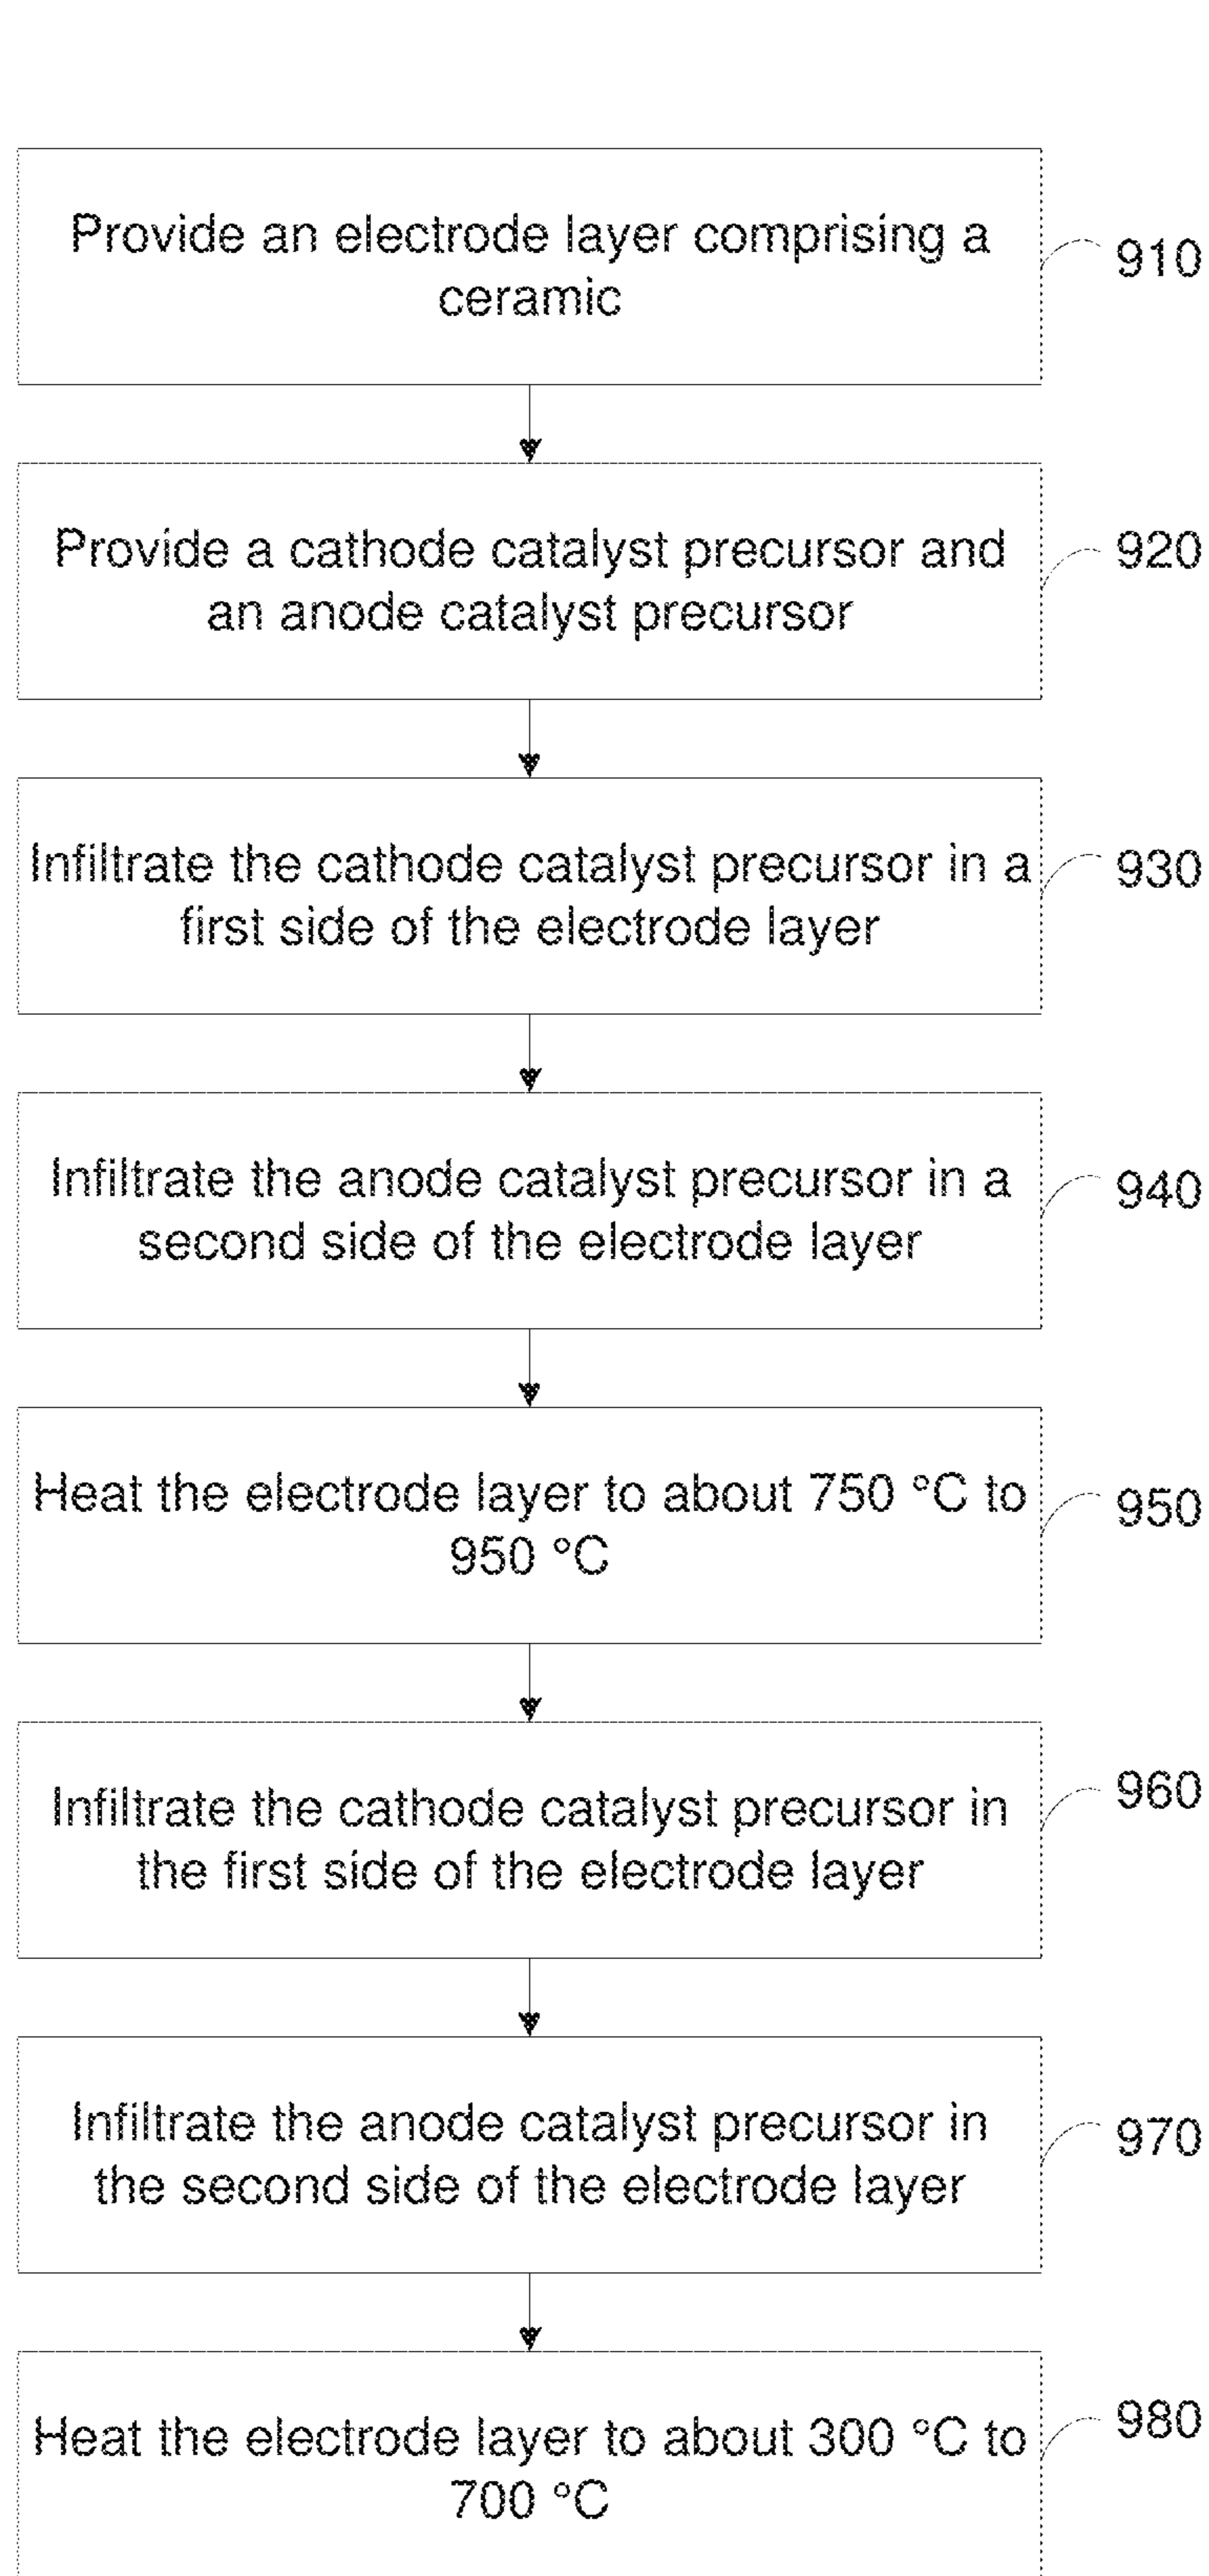 Provide an electrode layer comprising a
ceramic
910
Provide a cathode catalyst precursor and
an anode catalyst precursor
920
Infiltrate the cathode catalyst precursor in a
first side of the electrode layer
930
Infiltrate the anode catalyst precursor in a
second side of the electrode layer
940
Heat the electrode layer to about 750 °C to
950 °C
950
Infiltrate the cathode catalyst precursor in
the first side of the electrode layer
960
Infiltrate the anode catalyst precursor in
the second side of the electrode layer
970
Heat the electrode layer to about 300 °C to
700 °C
980